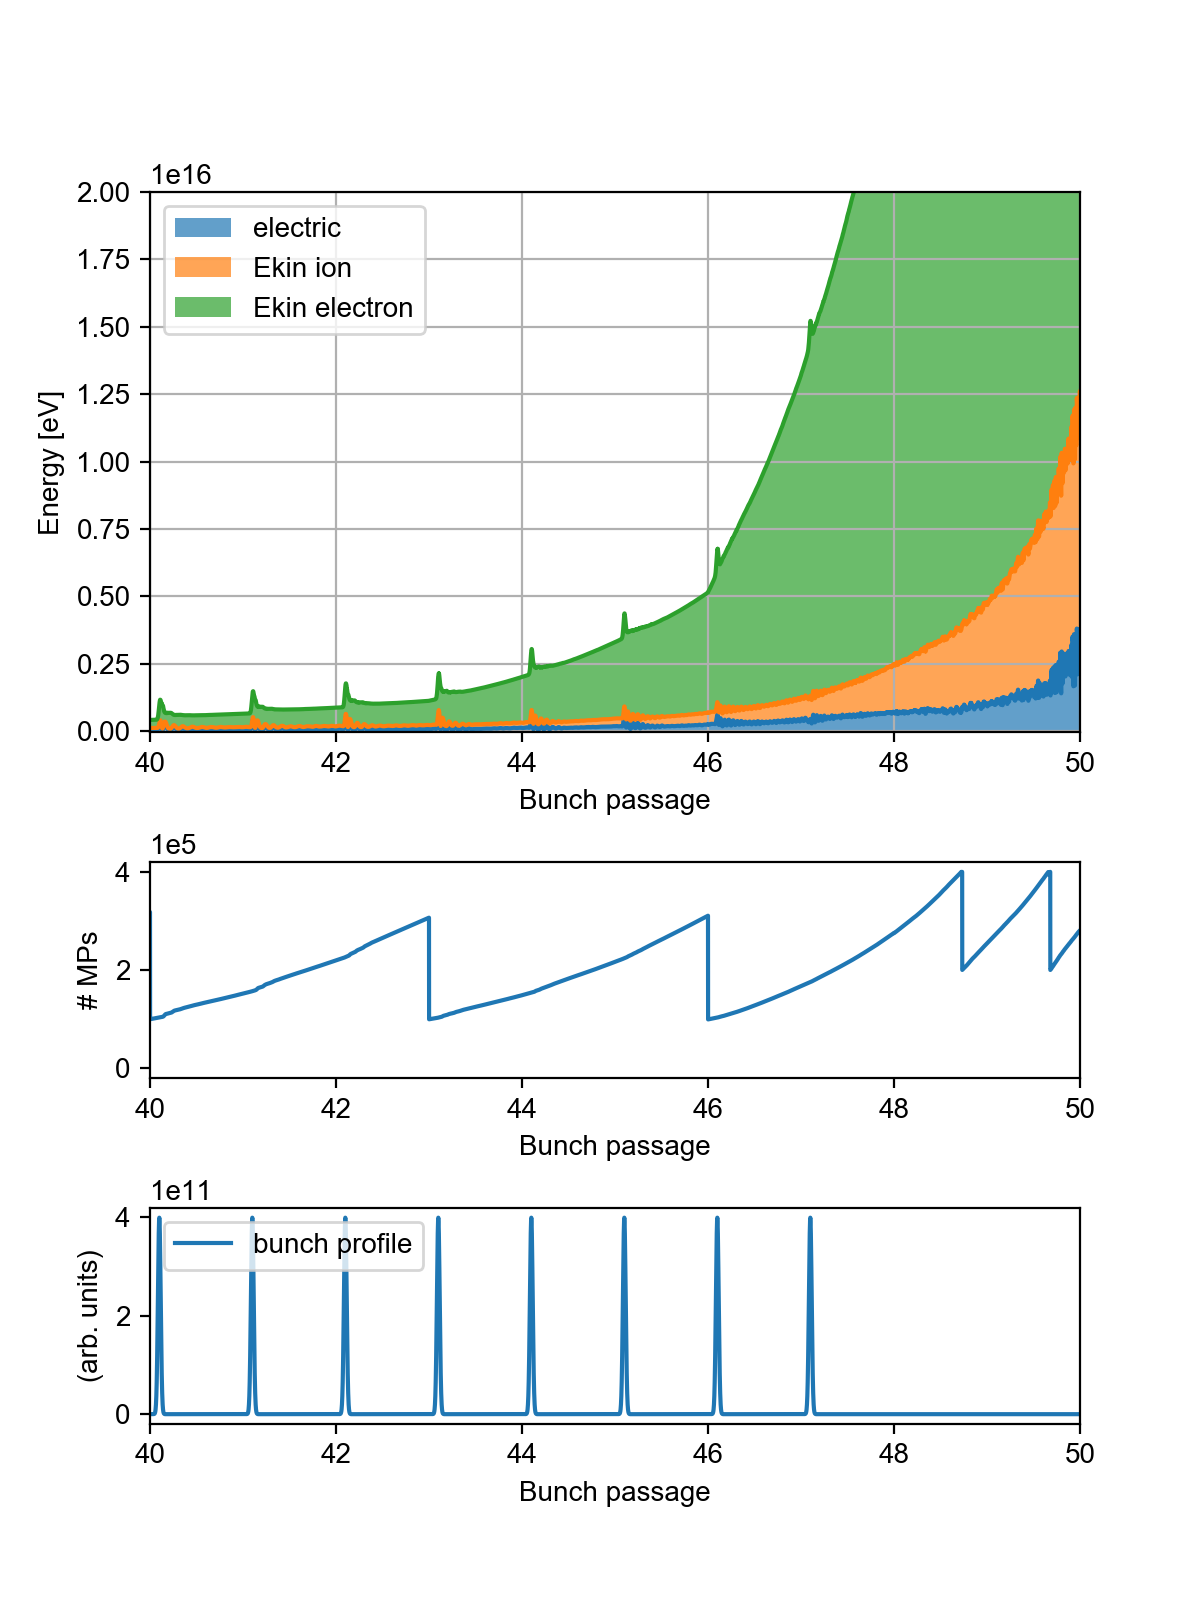 1e16
2.00
1.75
1.50
1.25
1.00
0.75
0.50
0.25
0.00
Energy [eV]
electric
Ekin ion
Ekin electron
40 42 44 46 48 50
Bunch passage
1e5
4
2
0
# MPs
40 42 44 46 48 50
Bunch passage
1e11
4
2
0
(arb. units)
bunch profile
40 42 44 46 48 50
Bunch passage